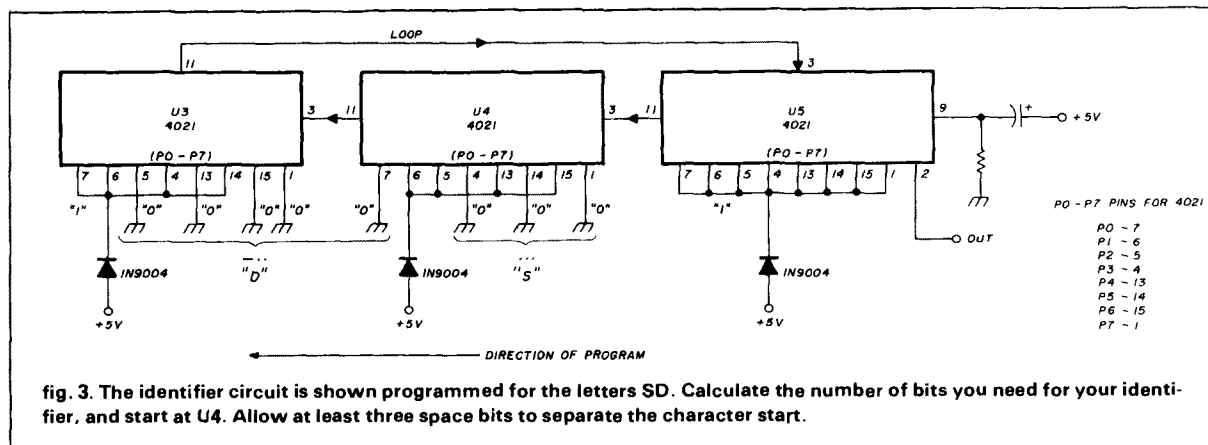 LOOP
11
3
U3
4021
(P0 - P7)
3
11
U4
4021
(P0 - P7)
3
11
U5
4021
(P0 - P7)
9
+
+5V
7 6 5 4 13 14 15 1
7 6 5 4 13 14 15 1
7 6 5 4 13 14 15 1 2
"1" "0" "0" "0" "0"
"0" "0" "0" "0"
"1"
OUT
"D"
"S"
1N9004
1N9004
1N9004
+5V
+5V
+5V
P0-P7 PINS FOR 4021
P0 - 7
P1 - 6
P2 - 5
P3 - 4
P4 - 13
P5 - 14
P6 - 15
P7 - 1
DIRECTION OF PROGRAM
fig. 3. The identifier circuit is shown programmed for the letters SD. Calculate the number of bits you need for your identi-
fier, and start at U4. Allow at least three space bits to separate the character start.